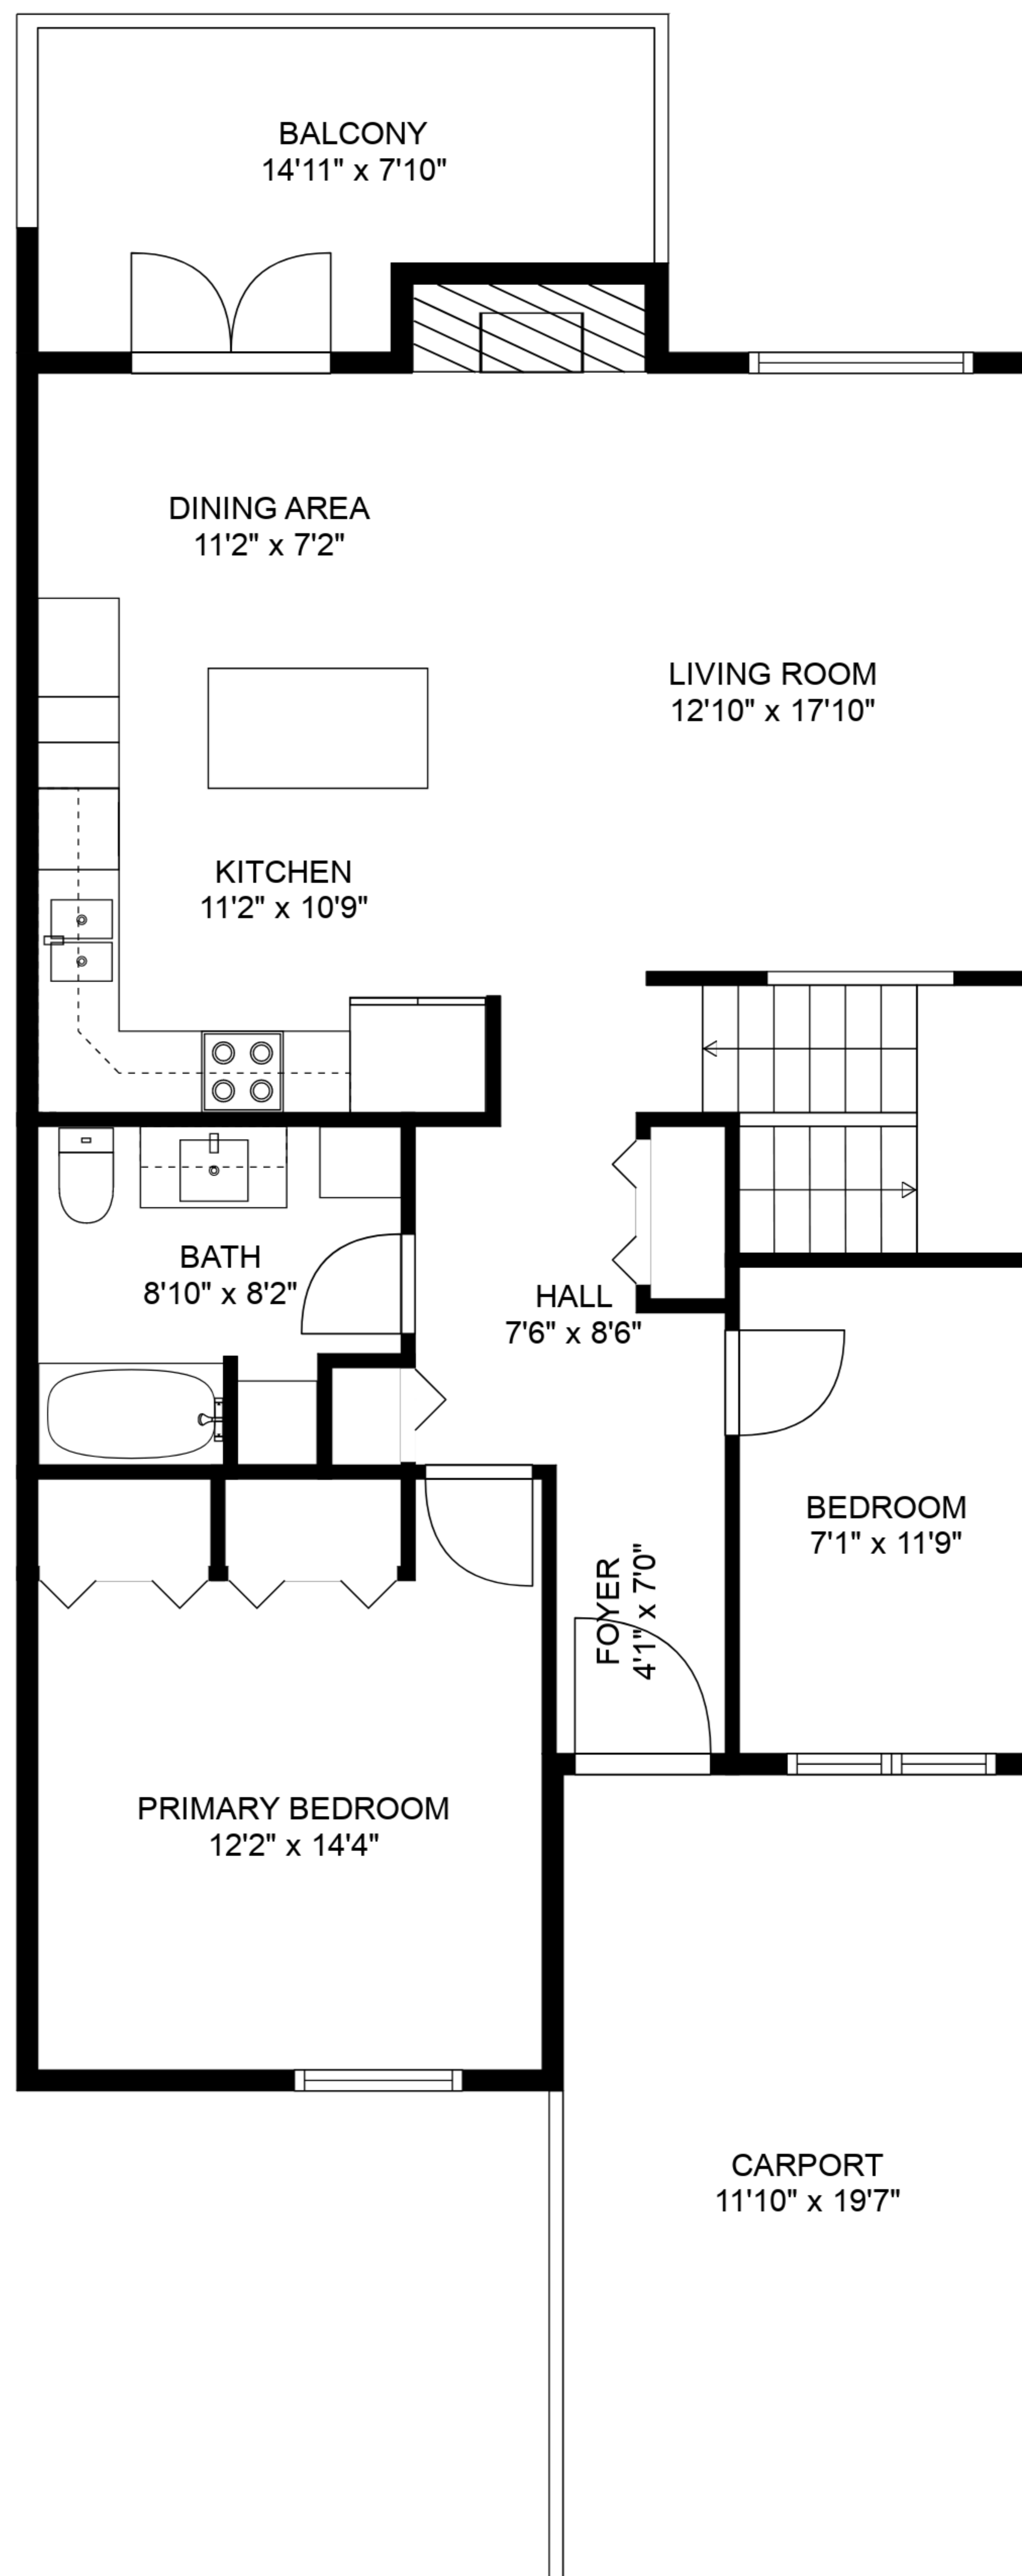 BALCONY
14'11" x 7'10"
DINING AREA
11'2" x 7'2"
LIVING ROOM
12'10" x 17'10"
KITCHEN
11'2" x 10'9"
BATH
8'10" x 8'2"
HALL
7'6" x 8'6"
BEDROOM
7'1" x 11'9"
FOYER
4'1" x 7'0"
PRIMARY BEDROOM
12'2" x 14'4"
CARPORT
11'10" x 19'7"